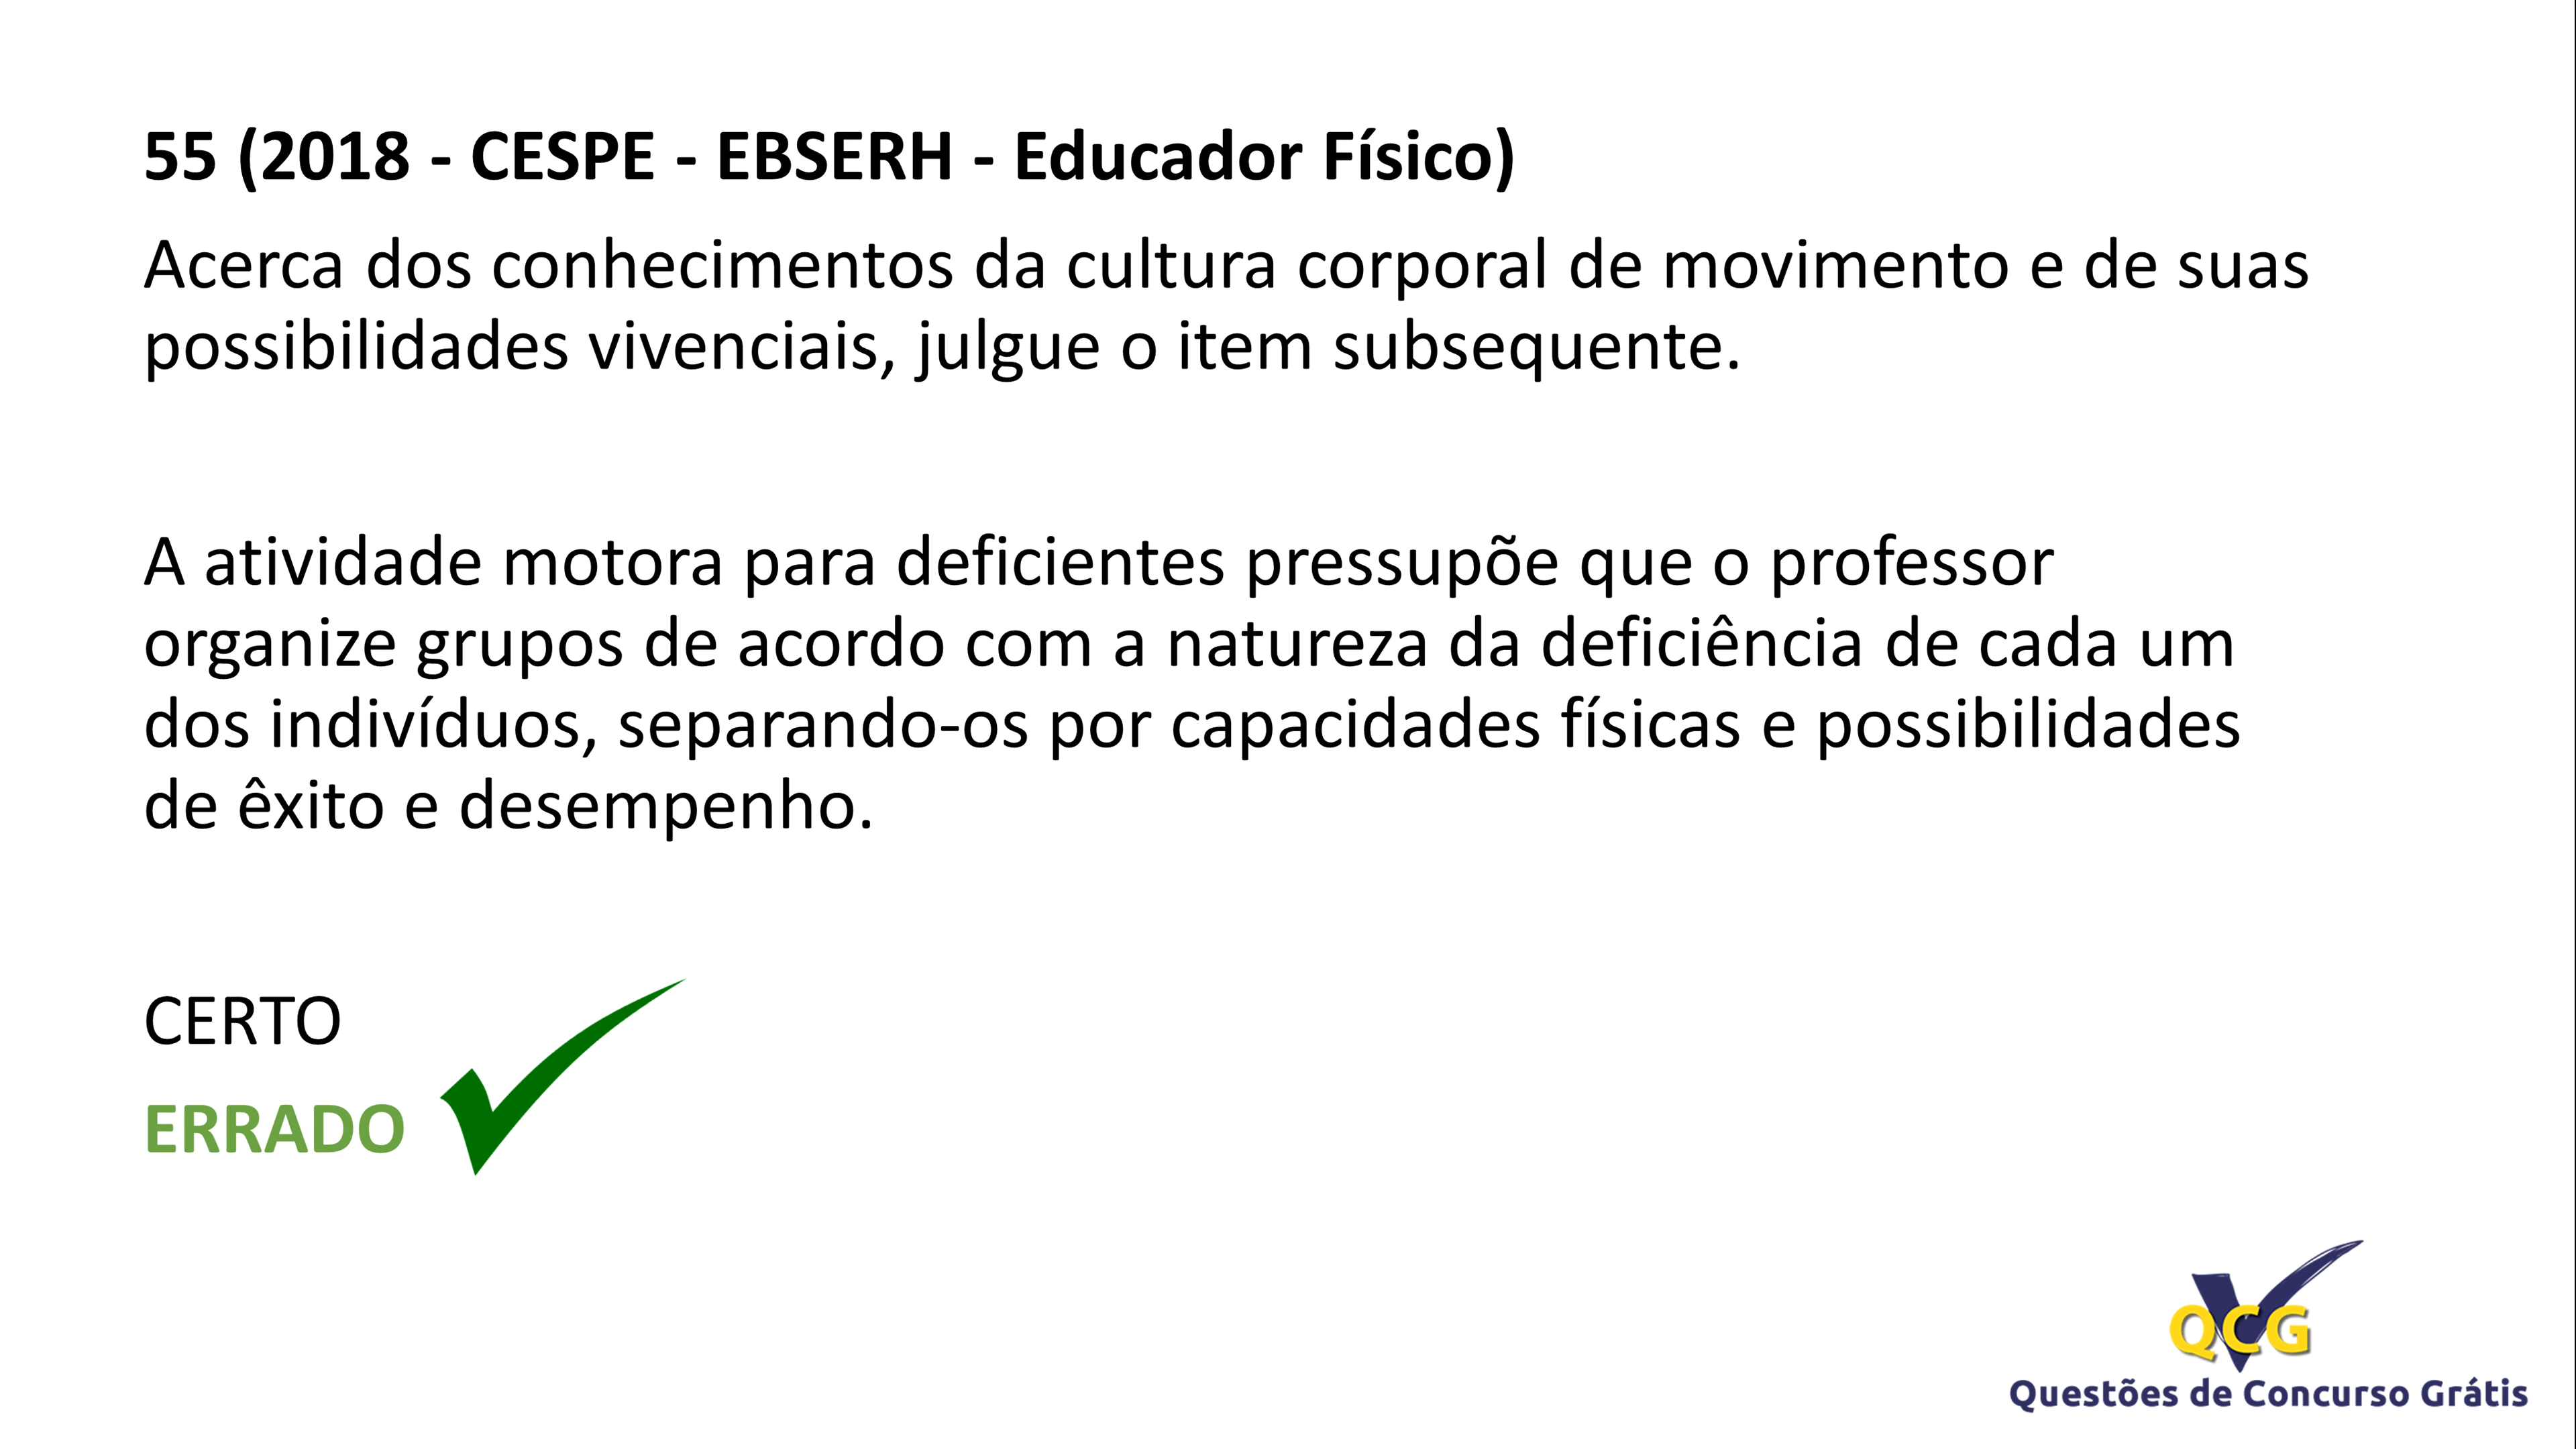 55 (2018 - CESPE - EBSERH - Educador Físico)
Acerca dos conhecimentos da cultura corporal de movimento e de suas
possibilidades vivenciais, julgue o item subsequente.
A atividade motora para deficientes pressupõe que o professor
organize grupos de acordo com a natureza da deficiência de cada um
dos indivíduos, separando-os por capacidades físicas e possibilidades
de êxito e desempenho.
CERTO
ERRADO
QCG
Questões de Concurso Grátis